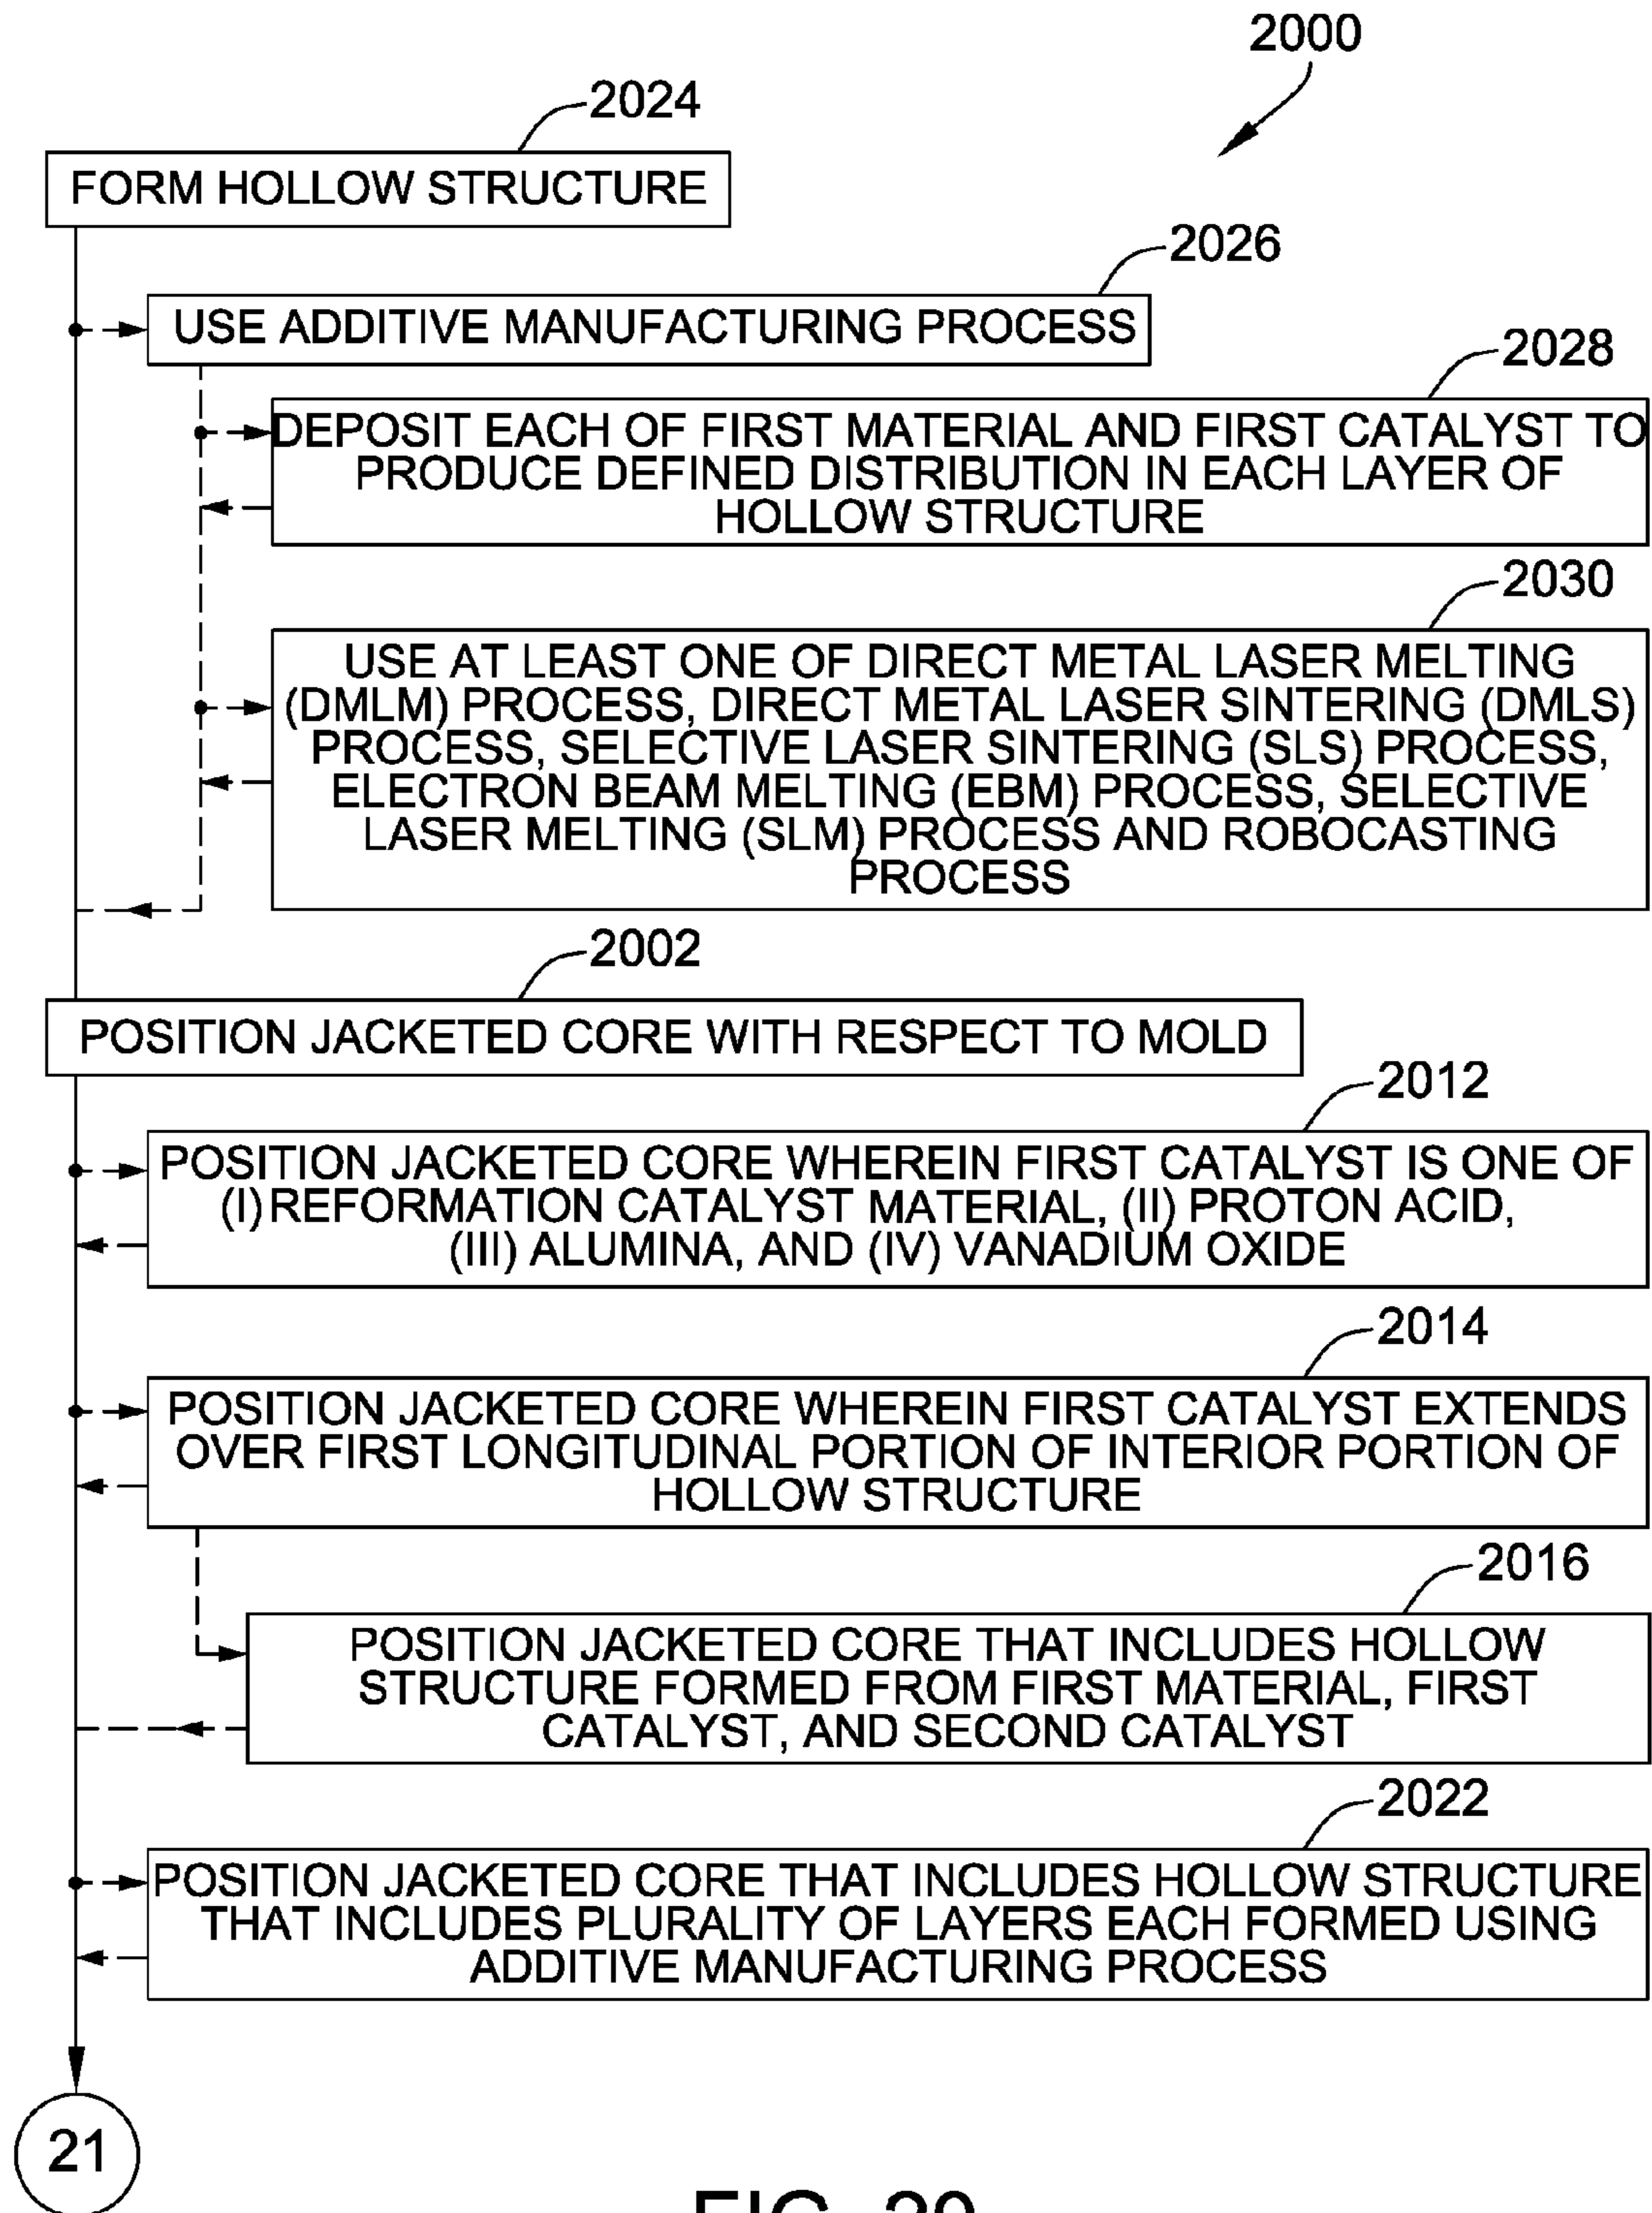 2000
2024
FORM HOLLOW STRUCTURE
2026
USE ADDITIVE MANUFACTURING PROCESS
2028
DEPOSIT EACH OF FIRST MATERIAL AND FIRST CATALYST TO
PRODUCE DEFINED DISTRIBUTION IN EACH LAYER OF
HOLLOW STRUCTURE
2030
USE AT LEAST ONE OF DIRECT METAL LASER MELTING
(DMLM) PROCESS, DIRECT METAL LASER SINTERING (DMLS)
PROCESS, SELECTIVE LASER SINTERING (SLS) PROCESS,
ELECTRON BEAM MELTING (EBM) PROCESS, SELECTIVE
LASER MELTING (SLM) PROCESS AND ROBOCASTING
PROCESS
2002
POSITION JACKETED CORE WITH RESPECT TO MOLD
2012
POSITION JACKETED CORE WHEREIN FIRST CATALYST IS ONE OF
(I) REFORMATION CATALYST MATERIAL, (II) PROTON ACID,
(III) ALUMINA, AND (IV) VANADIUM OXIDE
2014
POSITION JACKETED CORE WHEREIN FIRST CATALYST EXTENDS
OVER FIRST LONGITUDINAL PORTION OF INTERIOR PORTION OF
HOLLOW STRUCTURE
2016
POSITION JACKETED CORE THAT INCLUDES HOLLOW
STRUCTURE FORMED FROM FIRST MATERIAL, FIRST
CATALYST, AND SECOND CATALYST
2022
POSITION JACKETED CORE THAT INCLUDES HOLLOW STRUCTURE
THAT INCLUDES PLURALITY OF LAYERS EACH FORMED USING
ADDITIVE MANUFACTURING PROCESS
21